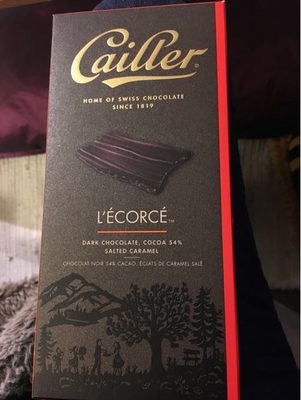 Cailler
HOME OF SWISS CHOCOLATE
SINCE 1819
L'ÉCORCÉ™
DARK CHOCOLATE, COCOA 54%
SALTED CARAMEL
CHOCOLAT NOIR 54% CACAO, ÉCLATS DE CARAMEL SALÉ